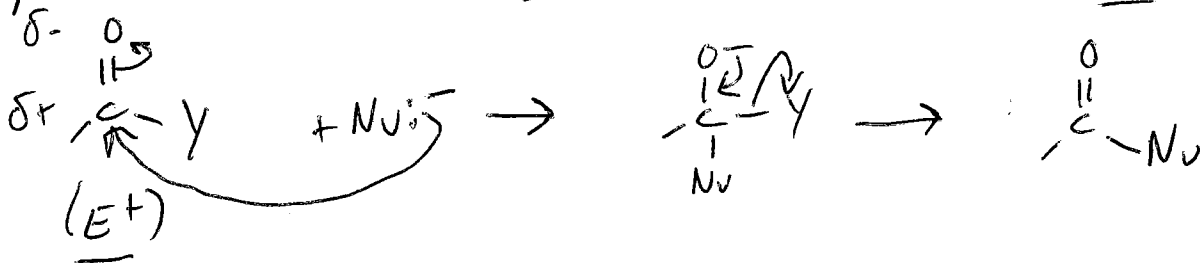 δ- O O⁻ O
|| | ||
δ+ C – Y + Nu:⁻ → C – Y → C
Nu Nu
(E+)